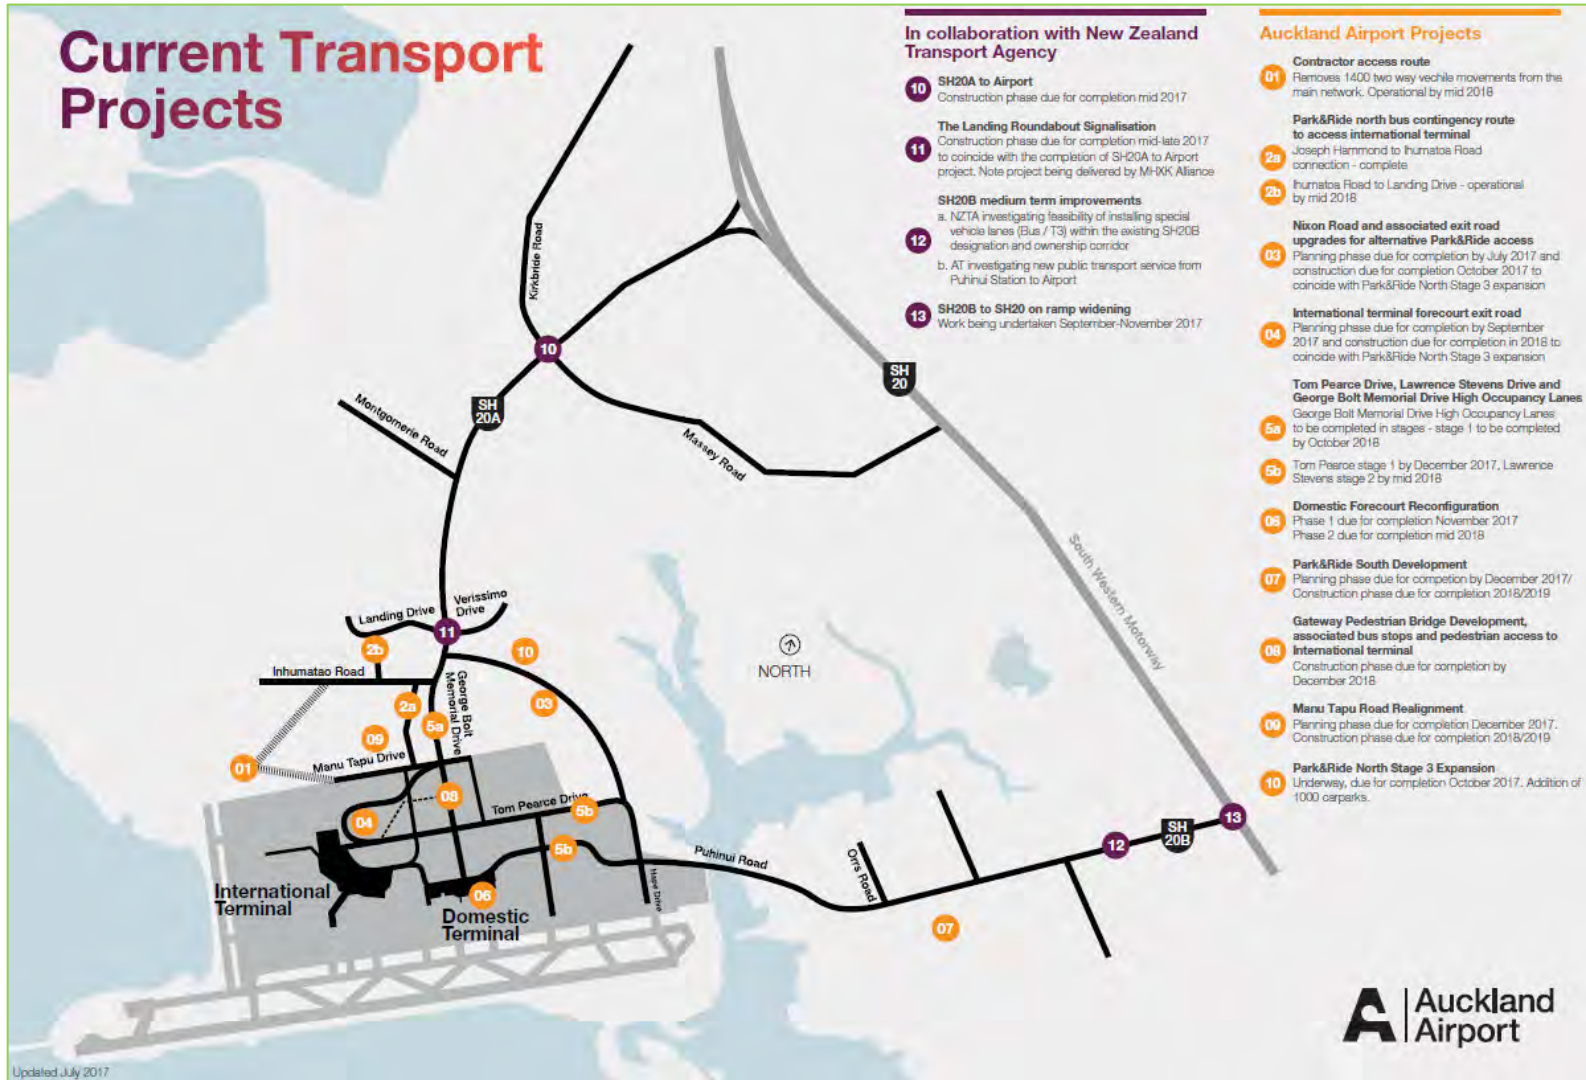 Current Transport
Projects
In collaboration with New Zealand
Transport Agency
10
SH20A to Airport
Construction phase due for completion mid 2017
11
The Landing Roundabout Signalisation
Construction phase due for completion mid-late 2017
to coincide with the completion of SH20A to Airport
project. Note project being delivered by MHXK Alliance
12
SH20B medium term improvements
a. NZTA investigating feasibility of installing special
vehicle lanes (Bus / T3) within the existing SH20B
designation and ownership corridor
b. AT investigating new public transport service from
Puhinui Station to Airport
13
SH20B to SH20 on ramp widening
Work being undertaken September-November 2017
Auckland Airport Projects
01
Contractor access route
Removes 1400 two way vechile movements from the
main network. Operational by mid 2018
Park&Ride north bus contingency route
to access international terminal
2a
Joseph Hammond to Ihumatoa Road
connection - complete
2b
Ihumatoa Road to Landing Drive - operational
by mid 2018
03
Nixon Road and associated exit road
upgrades for alternative Park&Ride access
Planning phase due for completion by July 2017 and
construction due for completion October 2017 to
coincide with Park&Ride North Stage 3 expansion
04
International terminal forecourt exit road
Planning phase due for completion by September
2017 and construction due for completion in 2018 to
coincide with Park&Ride North Stage 3 expansion
Tom Pearce Drive, Lawrence Stevens Drive and
George Bolt Memorial Drive High Occupancy Lanes
5a
George Bolt Memorial Drive High Occupancy Lanes
to be completed in stages - stage 1 to be completed
by October 2018
5b
Tom Pearce stage 1 by December 2017, Lawrence
Stevens stage 2 by mid 2018
06
Domestic Forecourt Reconfiguration
Phase 1 due for completion November 2017
Phase 2 due for completion mid 2018
07
Park&Ride South Development
Planning phase due for competion by December 2017/
Construction phase due for completion 2018/2019
08
Gateway Pedestrian Bridge Development,
associated bus stops and pedestrian access to
International terminal
Construction phase due for completion by
December 2018
09
Manu Tapu Road Realignment
Planning phase due for completion December 2017.
Construction phase due for completion 2018/2019
10
Park&Ride North Stage 3 Expansion
Underway, due for completion October 2017. Addition of
1000 carparks.
Kirkbride Road
10
SH
20A
SH
20
Montgomerie Road
Massey Road
South Western Motorway
Landing Drive
Verissimo
Drive
11
2b
10
Inhumatao Road
NORTH
George Bolt
Memorial Drive
2a
03
5a
09
01
Manu Tapu Drive
08
Tom Pearce Drive
5b
04
5b
Puhinui Road
Orrs Road
12
SH
20B
13
Hape Drive
International
Terminal
06
Domestic
Terminal
07
Auckland
Airport
Updated July 2017